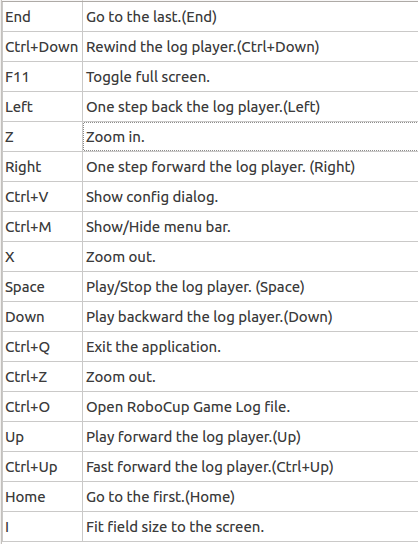 End Go to the last.(End)
Ctrl+Down Rewind the log player.(Ctrl+Down)
F11 Toggle full screen.
Left One step back the log player.(Left)
Z Zoom in.
Right One step forward the log player. (Right)
Ctrl+V Show config dialog.
Ctrl+M Show/Hide menu bar.
X Zoom out.
Space Play/Stop the log player. (Space)
Down Play backward the log player.(Down)
Ctrl+Q Exit the application.
Ctrl+Z Zoom out.
Ctrl+O Open RoboCup Game Log file.
Up Play forward the log player.(Up)
Ctrl+Up Fast forward the log player.(Ctrl+Up)
Home Go to the first.(Home)
I Fit field size to the screen.